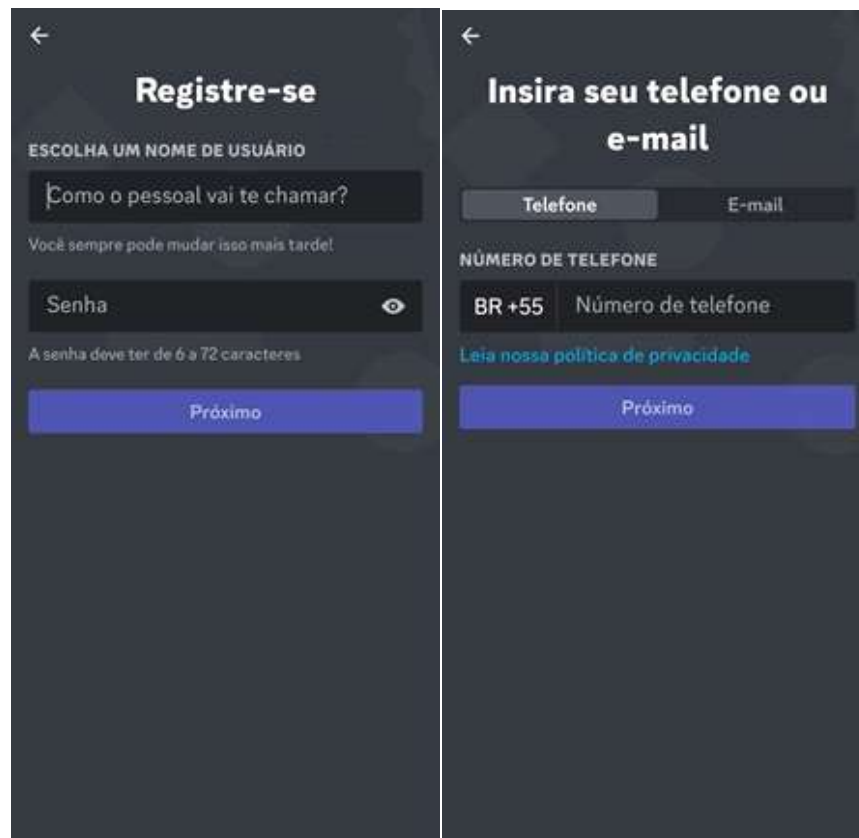 Registre-se
ESCOLHA UM NOME DE USUÁRIO
Como o pessoal vai te chamar?
Você sempre pode mudar isso mais tarde!
Senha
A senha deve ter de 6 a 72 caracteres
Próximo
Insira seu telefone ou
e-mail
Telefone E-mail
NÚMERO DE TELEFONE
BR +55 Número de telefone
Leia nossa política de privacidade
Próximo